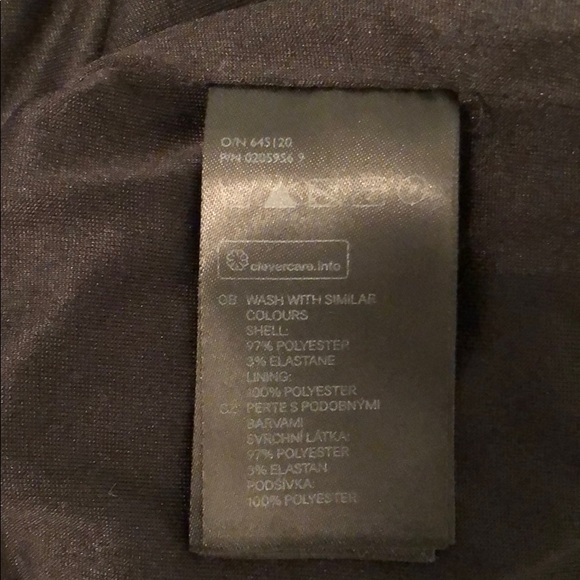 O/N 645120
P/N 0205956 9
clevercare.info
GB WASH WITH SIMILAR
COLOURS
SHELL:
97% POLYESTER
3% ELASTANE
LINING:
100% POLYESTER
CZ PERTE S PODOBNÝMI
BARVAMI
SVRCHNÍ LÁTKA:
97% POLYESTER
3% ELASTAN
PODŠÍVKA:
100% POLYESTER